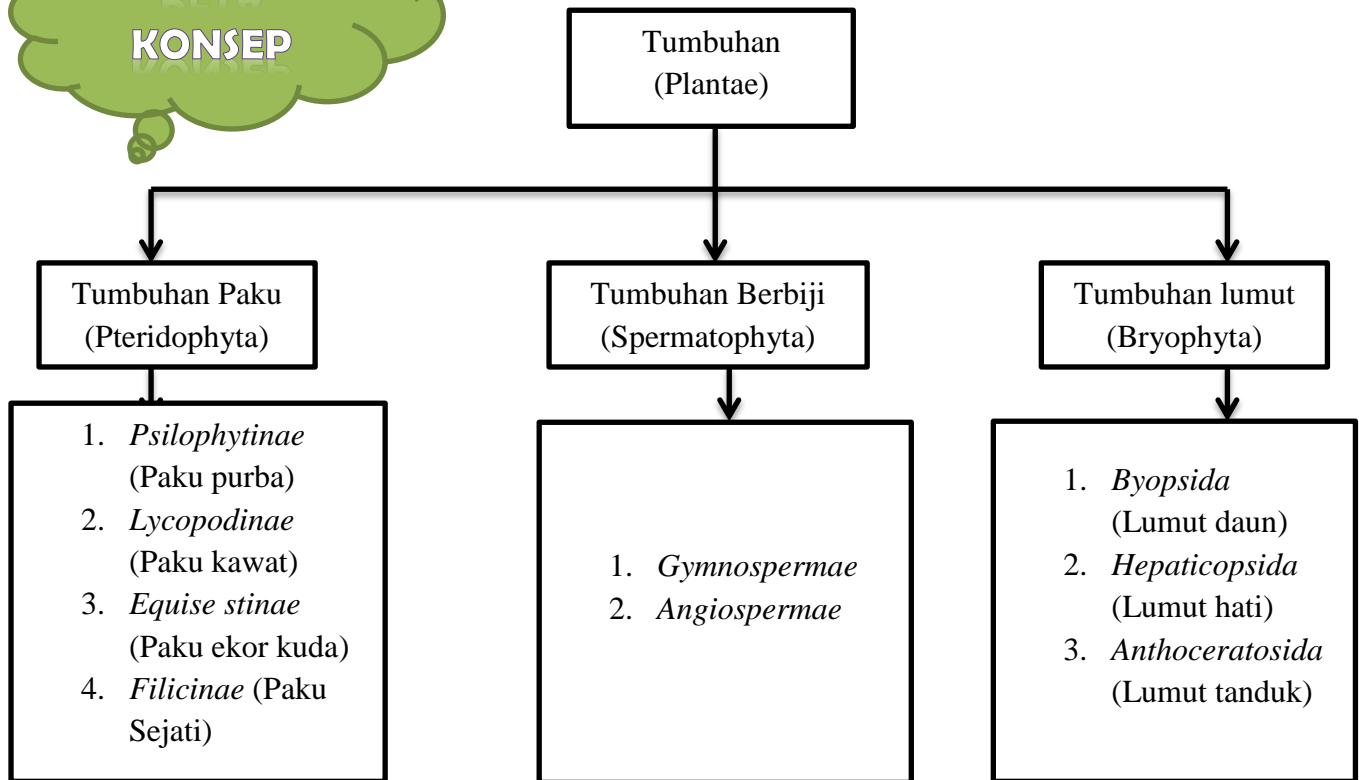 KONSEP
Tumbuhan
(Plantae)
Tumbuhan Paku
(Pteridophyta)
Tumbuhan Berbiji
(Spermatophyta)
Tumbuhan lumut
(Bryophyta)
1. Psilophytinae
(Paku purba)
2. Lycopodinae
(Paku kawat)
3. Equise stinae
(Paku ekor kuda)
4. Filicinae (Paku
Sejati)
1. Gymnospermae
2. Angiospermae
1. Byopsida
(Lumut daun)
2. Hepaticopsida
(Lumut hati)
3. Anthoceratosida
(Lumut tanduk)